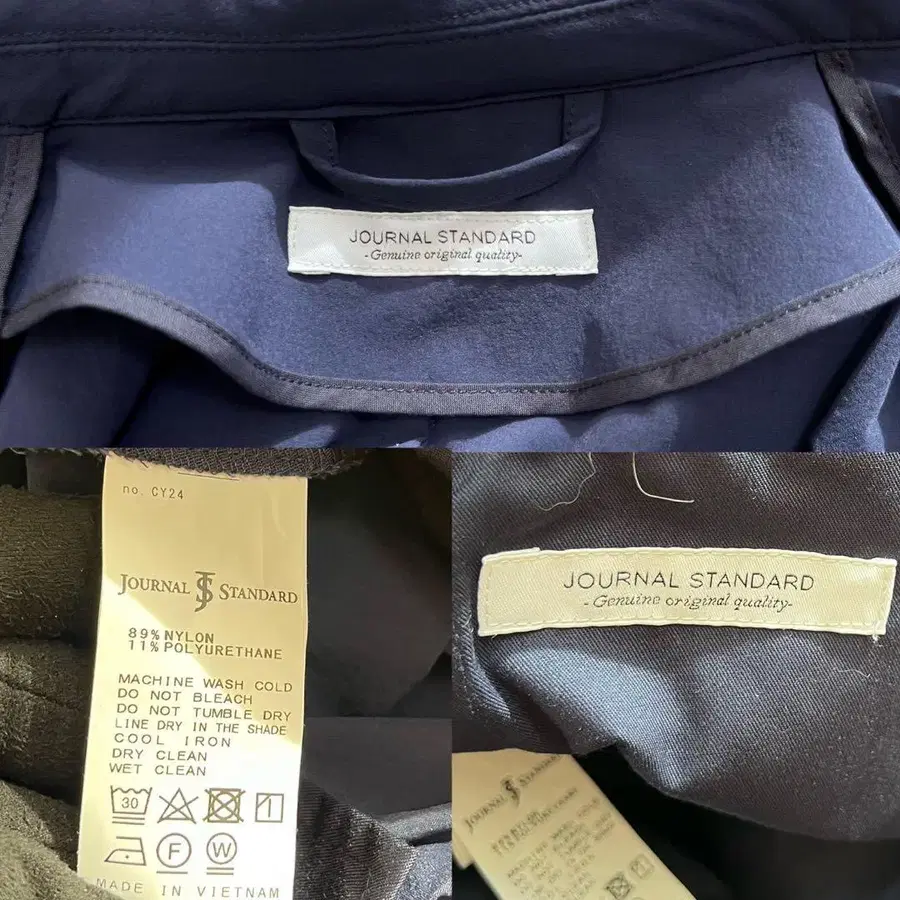 JOURNAL STANDARD
-Genuine original quality-
no. CY24
JOURNAL JS STANDARD
89% NYLON
11% POLYURETHANE
MACHINE WASH COLD
DO NOT BLEACH
DO NOT TUMBLE DRY
LINE DRY IN THE SHADE
COOL IRON
DRY CLEAN
WET CLEAN
30
F W
MADE IN VIETNAM
JOURNAL STANDARD
-Genuine original quality-
JOURNAL JS STANDARD